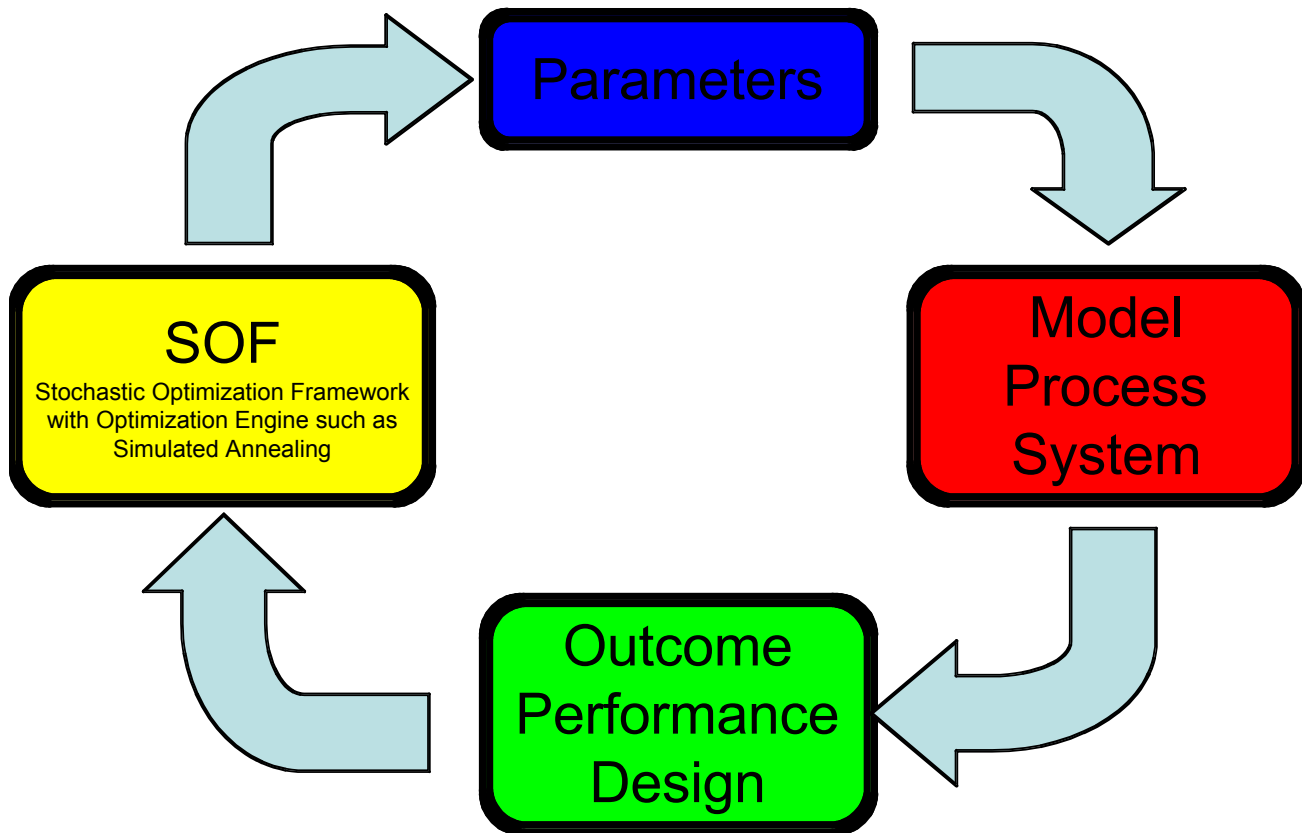 Parameters
SOF
Stochastic Optimization Framework
with Optimization Engine such as
Simulated Annealing
Model
Process
System
Outcome
Performance
Design